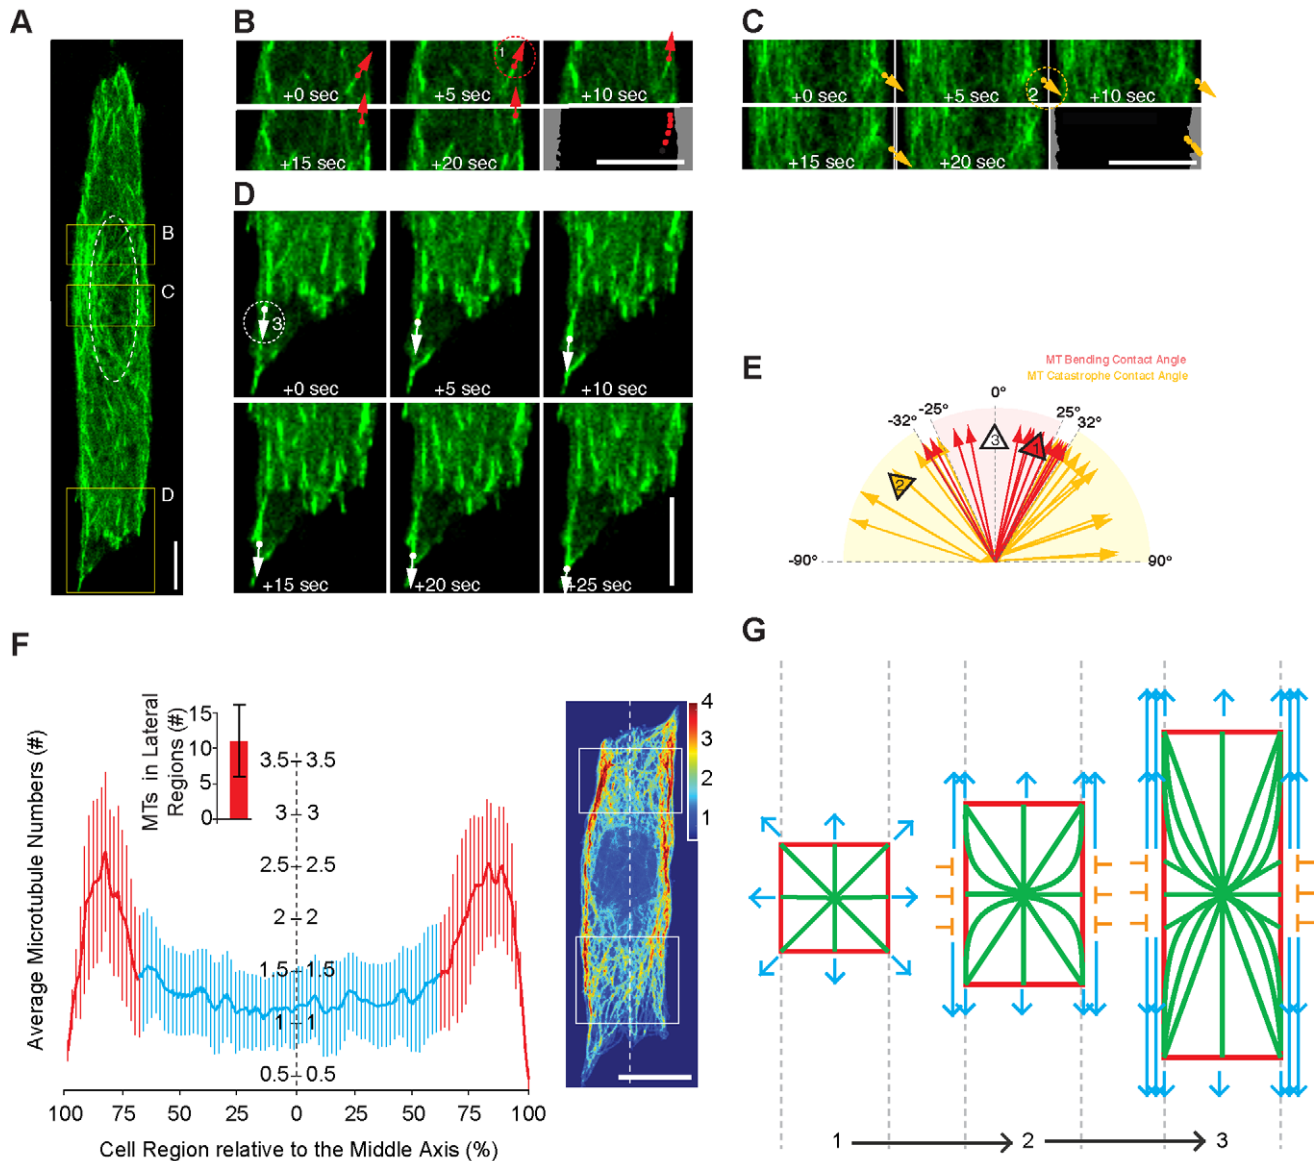 A
B
C
D
B
+0 sec
1
+5 sec
+10 sec
+15 sec
+20 sec
C
+0 sec
+5 sec
2
+10 sec
+15 sec
+20 sec
D
3
+0 sec
+5 sec
+10 sec
+15 sec
+20 sec
+25 sec
E
MT Bending Contact Angle
MT Catastrophe Contact Angle
0°
-25°
25°
-32°
32°
3
1
2
-90°
90°
F
Average Microtubule Numbers (#)
MTs in Lateral
Regions (#)
15
10
5
0
3.5 3.5
3 3
2.5 2.5
2 2
1.5 1.5
1 1
0.5 0.5
100 75 50 25 0 25 50 75 100
Cell Region relative to the Middle Axis (%)
4
3
2
1
G
1 2 3